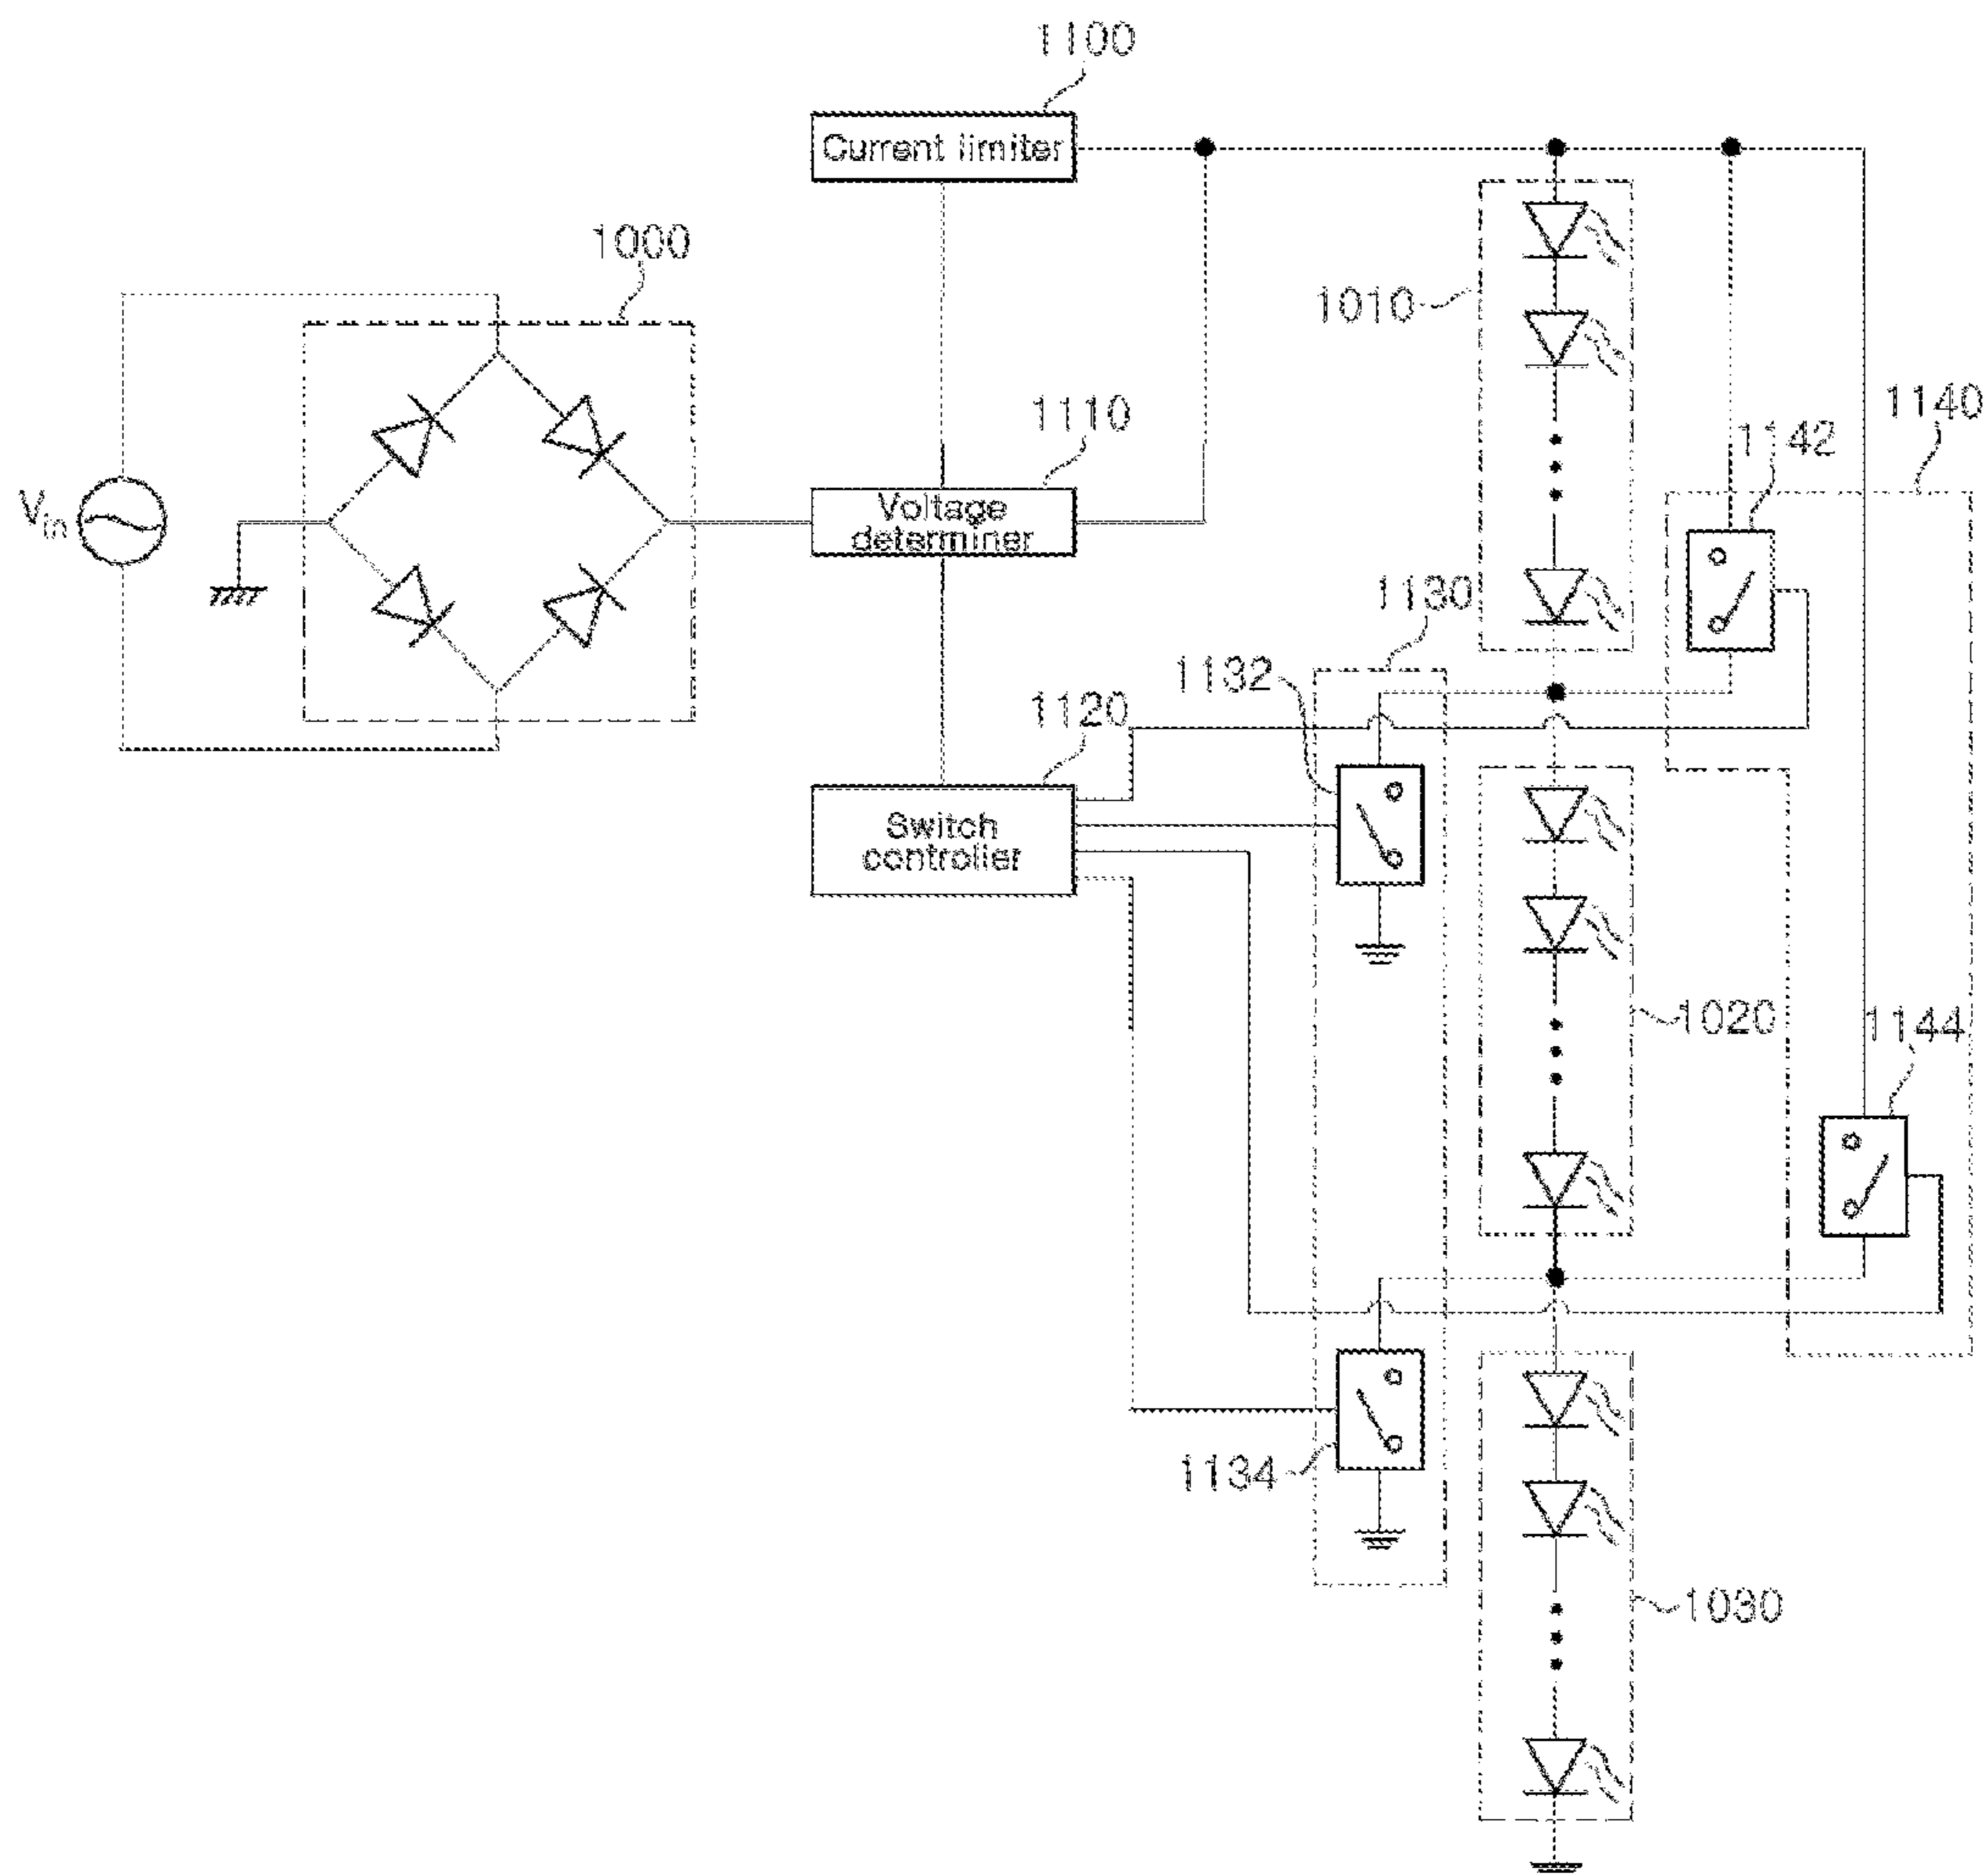 1100
Current limiter
1000
1010
1110
1140
1142
Vin
Voltage
determiner
1130
1132
1120
Switch
controller
1020
1144
1134
1030